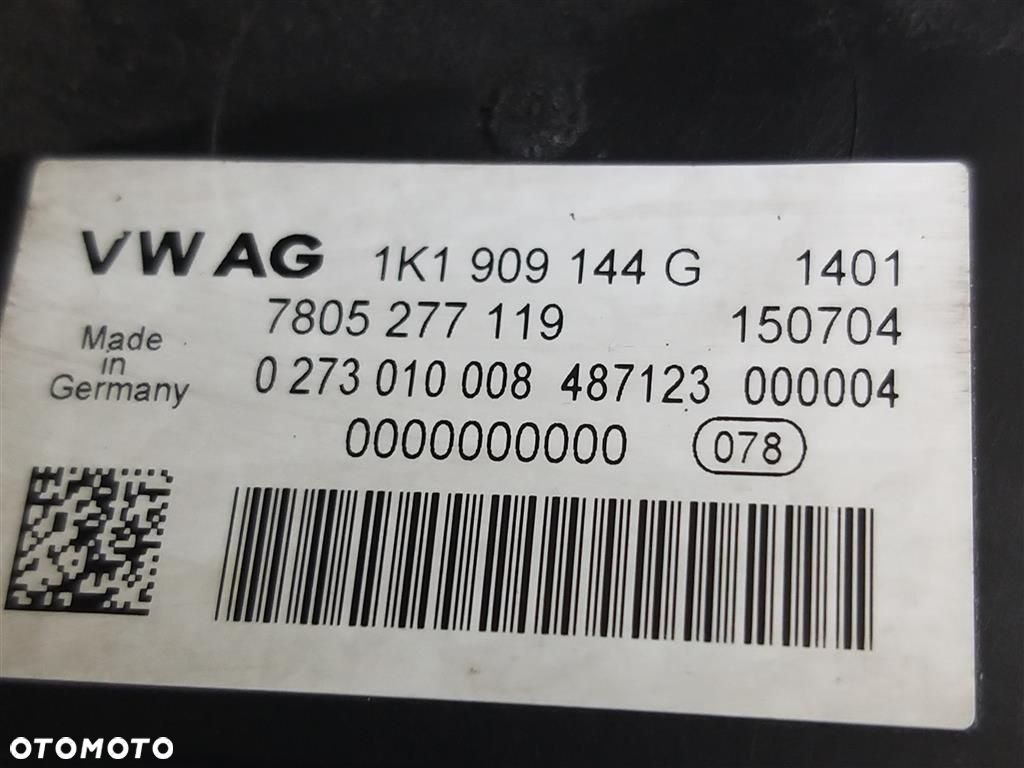 VW AG 1K1 909 144 G 1401
7805 277 119 150704
Made
in
Germany
0 273 010 008 487123 000004
0000000000 078
OTOMOTO